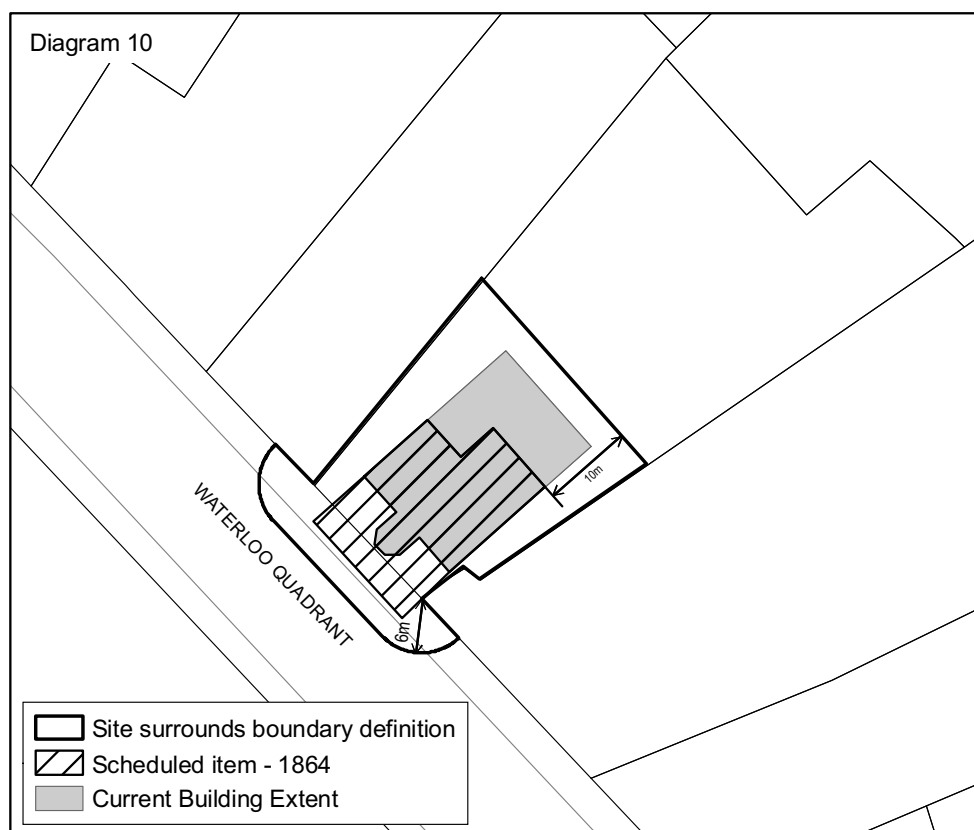 Diagram 10
10m
WATERLOO QUADRANT
6m
Site surrounds boundary definition
Scheduled item - 1864
Current Building Extent